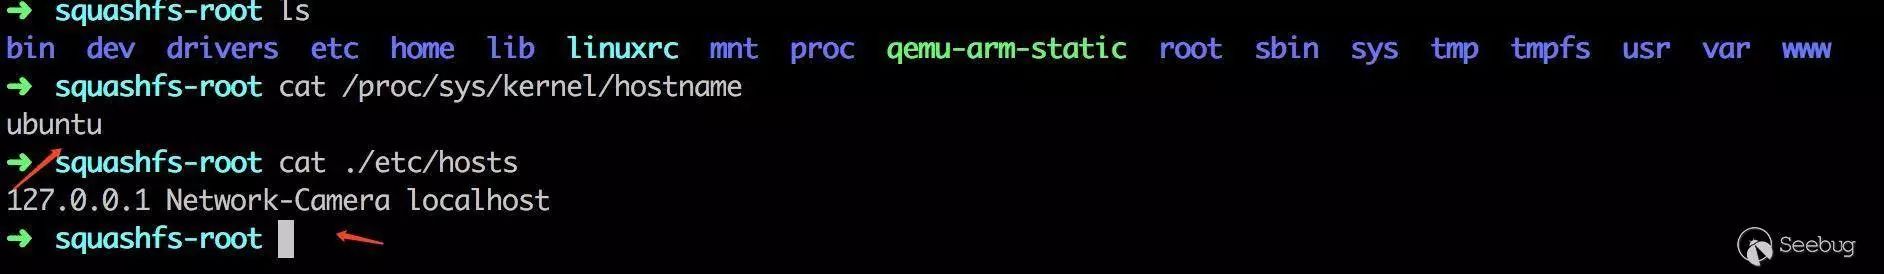 ➜ squashfs-root ls
bin dev drivers etc home lib linuxrc mnt proc qemu-arm-static root sbin sys tmp tmpfs usr var www
➜ squashfs-root cat /proc/sys/kernel/hostname
ubuntu
➜ squashfs-root cat ./etc/hosts
127.0.0.1 Network-Camera localhost
➜ squashfs-root
Seebug